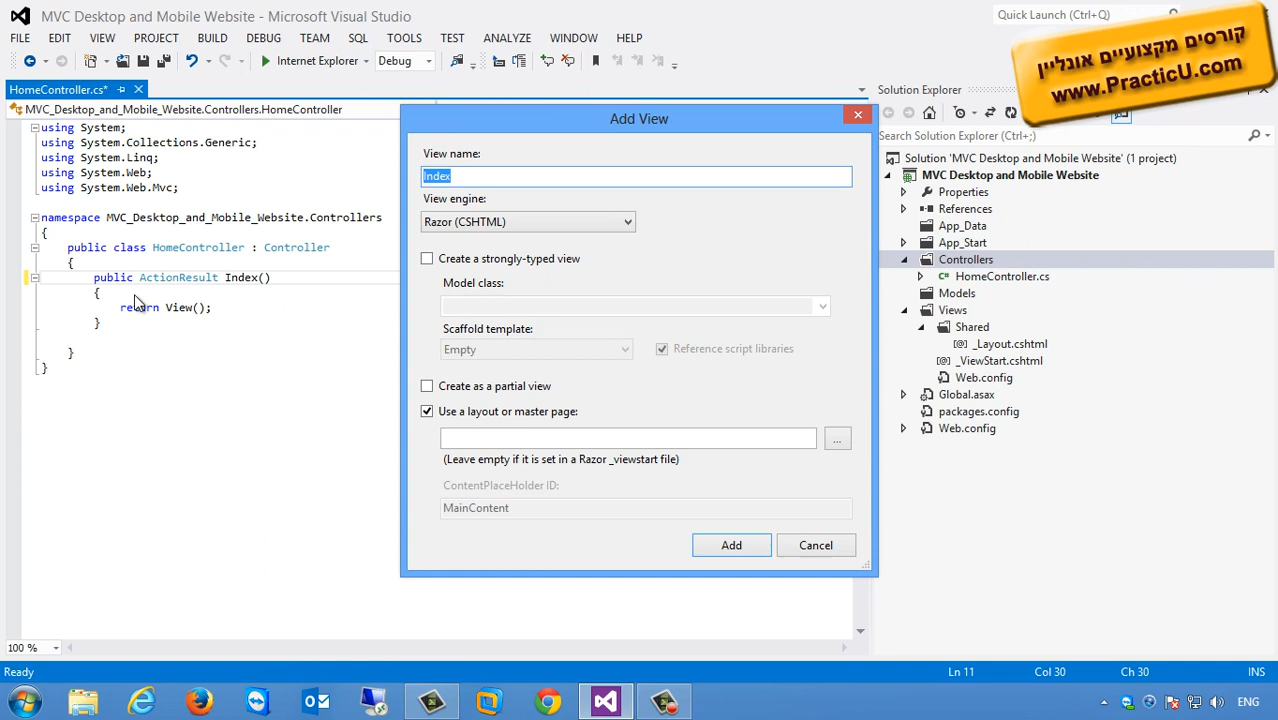 MVC Desktop and Mobile Website - Microsoft Visual Studio
Quick Launch (Ctrl+Q)
קורסים מקצועיים אונליין
www.PracticU.com
FILE EDIT VIEW PROJECT BUILD DEBUG TEAM SQL TOOLS TEST ANALYZE WINDOW HELP
Internet Explorer Debug
HomeController.cs*
MVC_Desktop_and_Mobile_Website.Controllers.HomeController
using System;
using System.Collections.Generic;
using System.Linq;
using System.Web;
using System.Web.Mvc;
namespace MVC_Desktop_and_Mobile_Website.Controllers
{
public class HomeController : Controller
{
public ActionResult Index()
{
return View();
}
}
}
100 %
Add View
View name:
Index
View engine:
Razor (CSHTML)
Create a strongly-typed view
Model class:
Scaffold template:
Empty
Reference script libraries
Create as a partial view
Use a layout or master page:
...
(Leave empty if it is set in a Razor _viewstart file)
ContentPlaceHolder ID:
MainContent
Add
Cancel
Solution Explorer
Search Solution Explorer (Ctrl+;)
Solution 'MVC Desktop and Mobile Website' (1 project)
MVC Desktop and Mobile Website
Properties
References
App_Data
App_Start
Controllers
HomeController.cs
Models
Views
Shared
_Layout.cshtml
_ViewStart.cshtml
Web.config
Global.asax
packages.config
Web.config
Ready
Ln 11
Col 30
Ch 30
INS
ENG